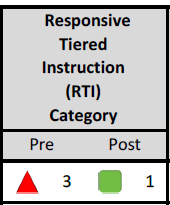 Responsive
Tiered
Instruction
(RTI)
Category
Pre Post
3 1